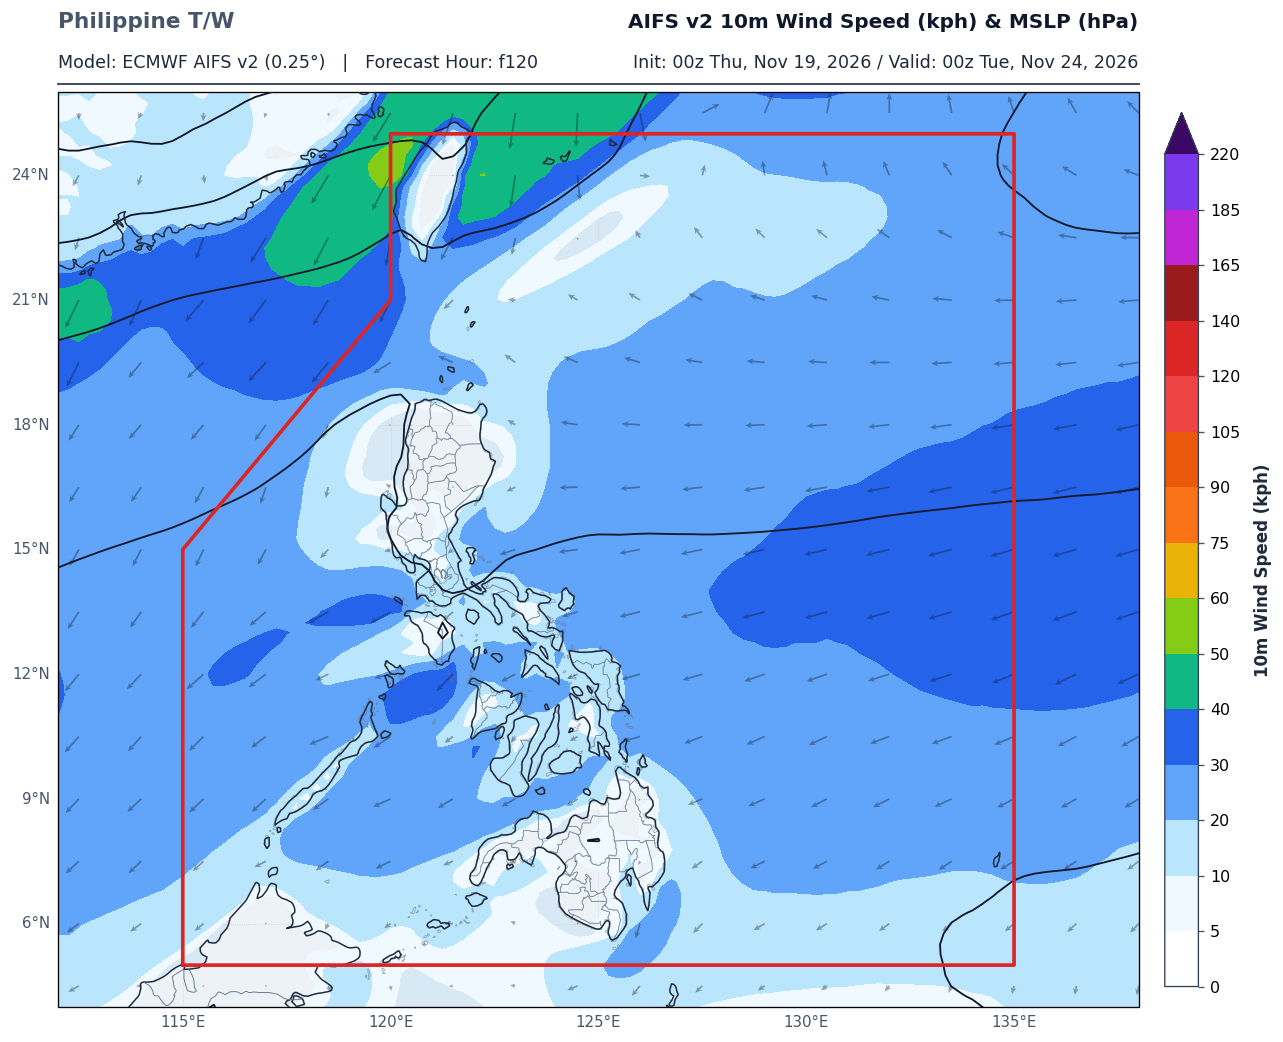 Philippine T/W
AIFS v2 10m Wind Speed (kph) & MSLP (hPa)
Model: ECMWF AIFS v2 (0.25°) | Forecast Hour: f120
Init: 00z Thu, Nov 19, 2026 / Valid: 00z Tue, Nov 24, 2026
24°N
21°N
18°N
15°N
12°N
9°N
6°N
115°E
120°E
125°E
130°E
135°E
220
185
165
140
120
105
90
75
60
50
40
30
20
10
5
0
10m Wind Speed (kph)